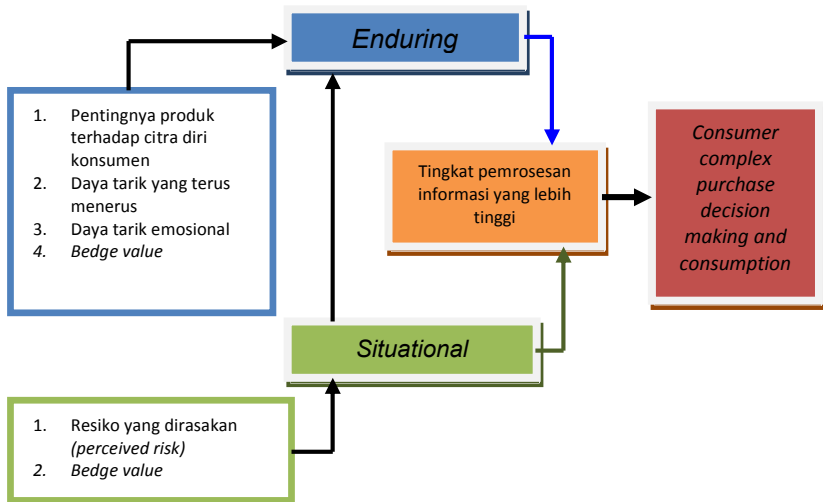 Enduring
1. Pentingnya produk
terhadap citra diri
konsumen
2. Daya tarik yang terus
menerus
3. Daya tarik emosional
4. Bedge value
Tingkat pemrosesan
informasi yang lebih
tinggi
Consumer
complex
purchase
decision
making and
consumption
Situational
1. Resiko yang dirasakan
(perceived risk)
2. Bedge value